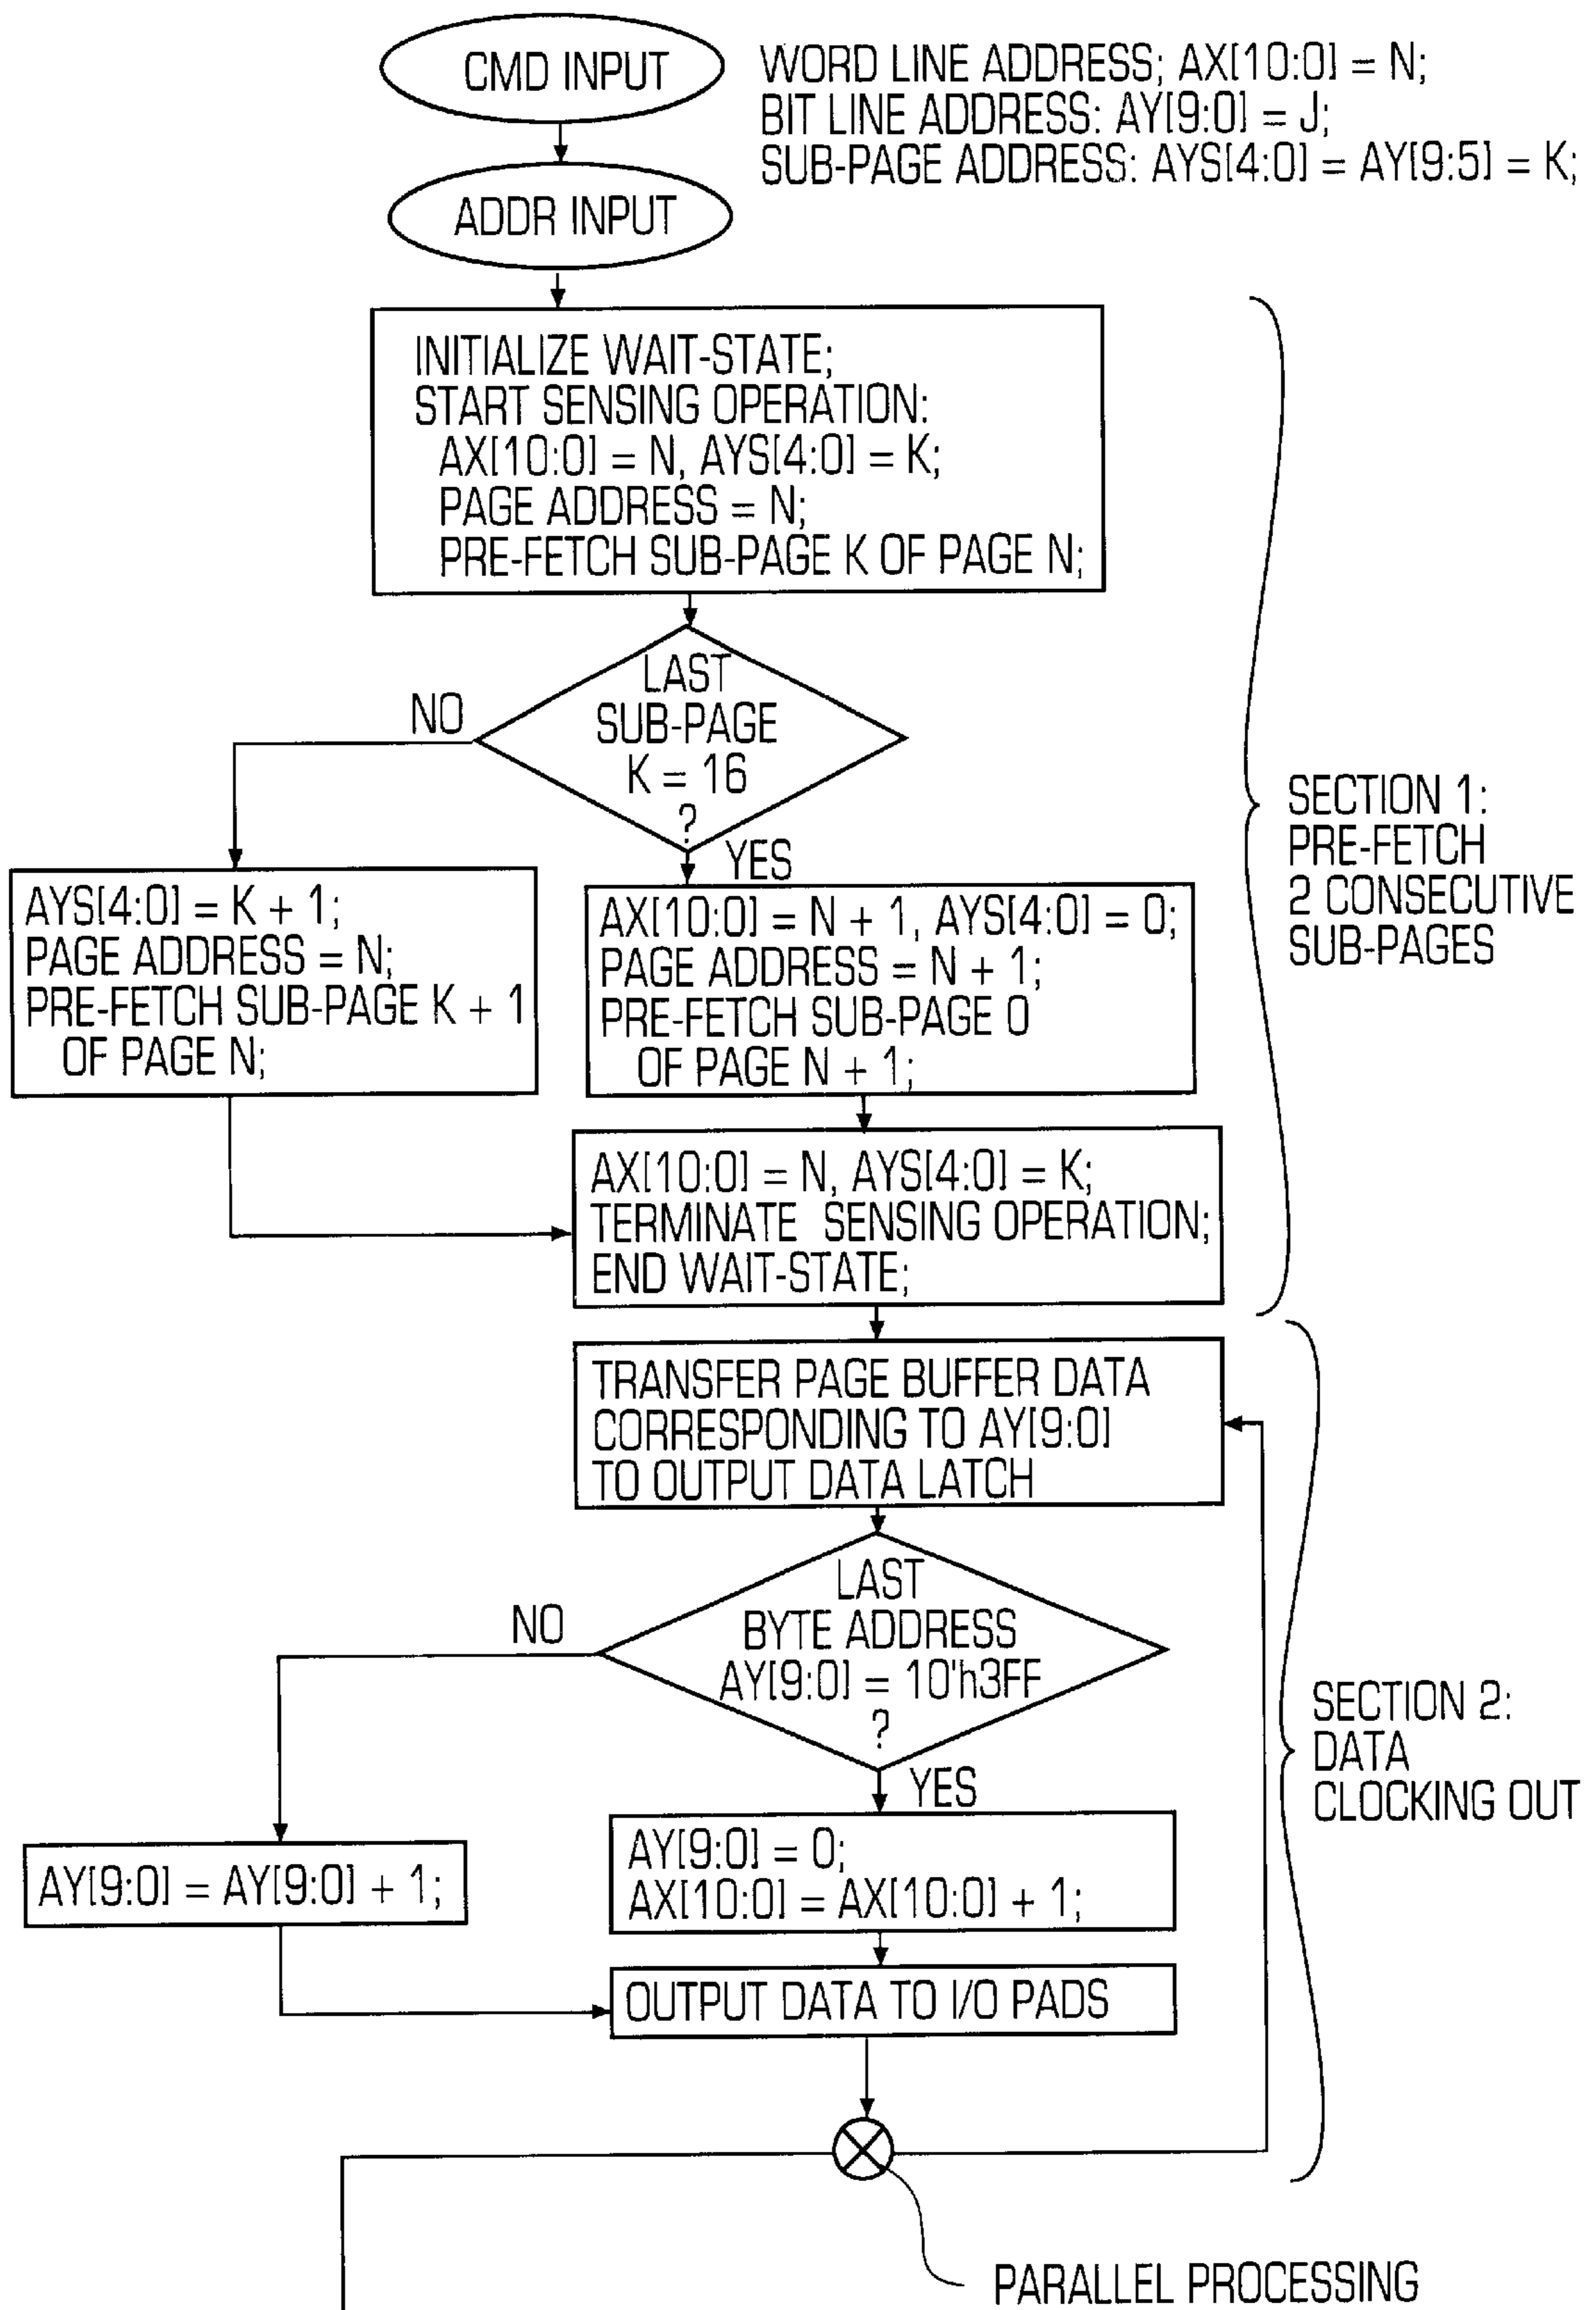 CMD INPUT
WORD LINE ADDRESS; AX[10:0] = N;
BIT LINE ADDRESS: AY[9:0] = J;
SUB-PAGE ADDRESS: AYS[4:0] = AY[9:5] = K;
ADDR INPUT
INITIALIZE WAIT-STATE;
START SENSING OPERATION:
AX[10:0] = N, AYS[4:0] = K;
PAGE ADDRESS = N;
PRE-FETCH SUB-PAGE K OF PAGE N;
LAST
SUB-PAGE
K = 16
?
NO
YES
AYS[4:0] = K + 1;
PAGE ADDRESS = N;
PRE-FETCH SUB-PAGE K + 1
OF PAGE N;
AX[10:0] = N + 1, AYS[4:0] = 0;
PAGE ADDRESS = N + 1;
PRE-FETCH SUB-PAGE 0
OF PAGE N + 1;
SECTION 1:
PRE-FETCH
2 CONSECUTIVE
SUB-PAGES
AX[10:0] = N, AYS[4:0] = K;
TERMINATE SENSING OPERATION;
END WAIT-STATE;
TRANSFER PAGE BUFFER DATA
CORRESPONDING TO AY[9:0]
TO OUTPUT DATA LATCH
LAST
BYTE ADDRESS
AY[9:0] = 10'h3FF
?
NO
YES
SECTION 2:
DATA
CLOCKING OUT
AY[9:0] = AY[9:0] + 1;
AY[9:0] = 0;
AX[10:0] = AX[10:0] + 1;
OUTPUT DATA TO I/O PADS
PARALLEL PROCESSING